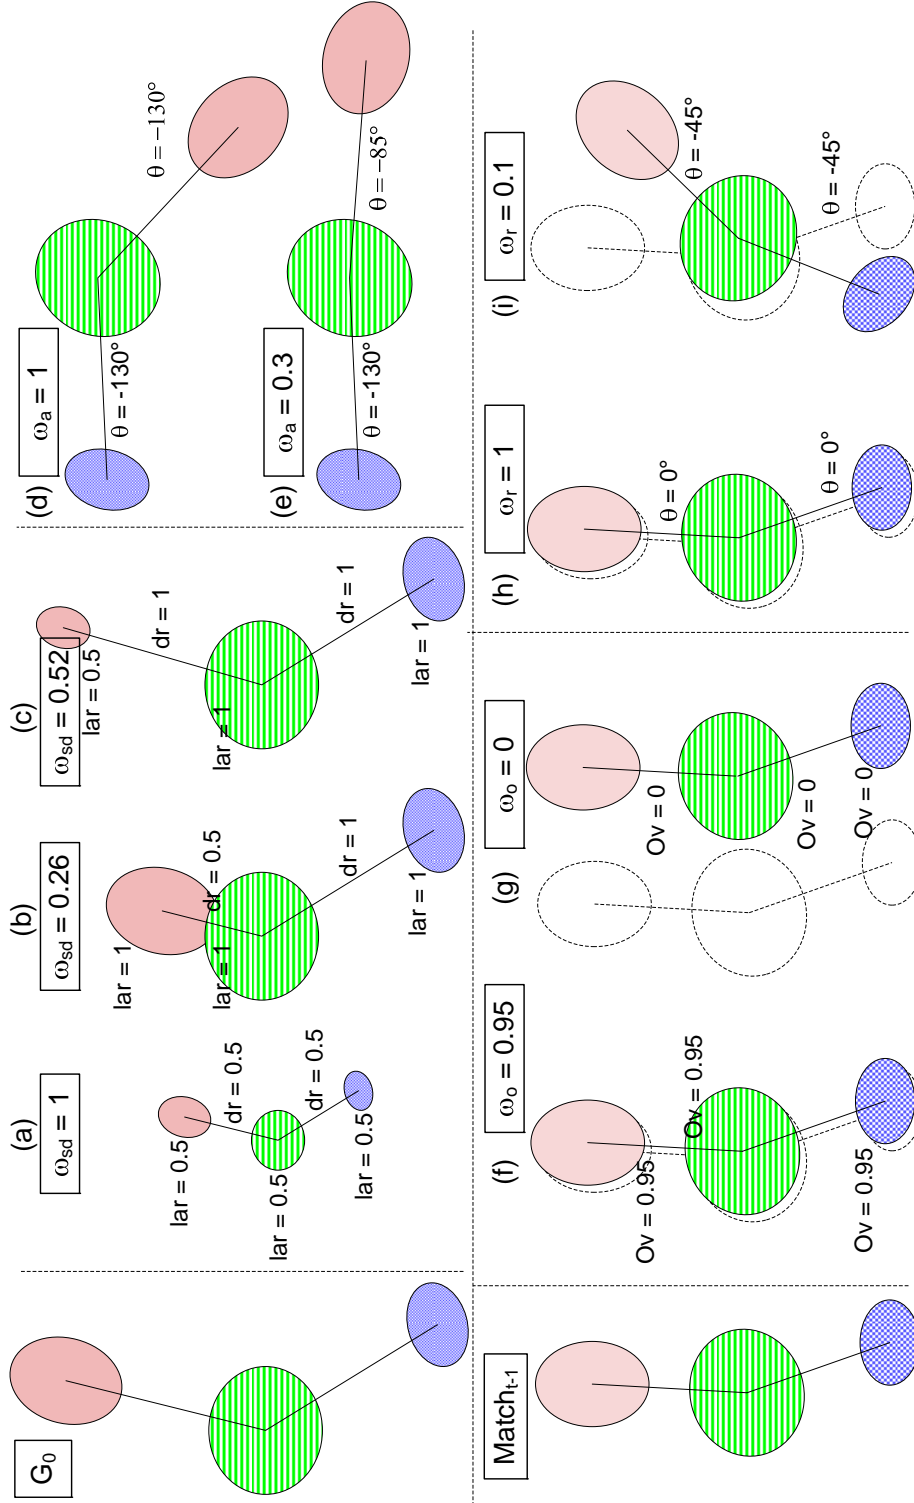 G0
(a)
ωsd = 1
lar = 0.5
dr = 0.5
lar = 0.5
dr = 0.5
lar = 0.5
(b)
ωsd = 0.26
lar = 1
dr = 0.5
lar = 1
dr = 1
lar = 1
(c)
ωsd = 0.52
lar = 0.5
dr = 1
lar = 1
dr = 1
lar = 1
(d)
ωa = 1
θ = −130°
θ = -130°
(e)
ωa = 0.3
θ = -130°
θ = −85°
Matcht-1
(f)
ωo = 0.95
Ov = 0.95
Ov = 0.95
Ov = 0.95
(g)
ωo = 0
Ov = 0
Ov = 0
Ov = 0
(h)
ωr = 1
θ = 0°
θ = 0°
(i)
ωr = 0.1
θ = -45°
θ = -45°